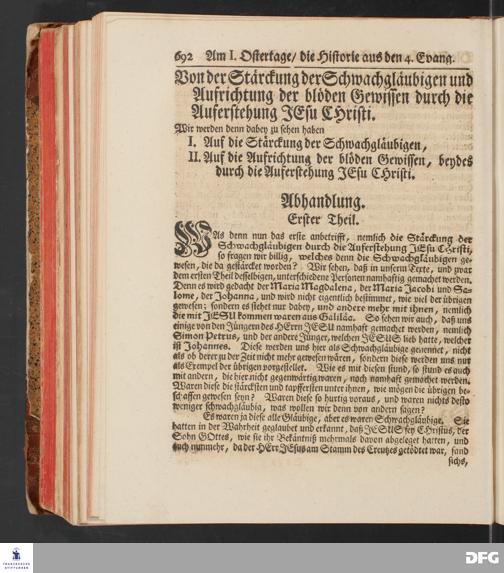 692 Am I. Ostertage/ die Historie aus den 4. Evang.
Von der Stärckung der Schwachgläubigen und
Aufrichtung der blöden Gewissen durch die
Auferstehung JEsu CHristi.
Wir werden denn dabey zu sehen haben
I. Auf die Stärckung der Schwachgläubigen,
II. Auf die Aufrichtung der blöden Gewissen, beydes
durch die Auferstehung JEsu CHristi.
Abhandlung.
Erster Theil.
WAs denn nun das erste anbetrifft, nemlich die Stärckung der
Schwachgläubigen durch die Auferstehung JEsu CHristi,
so fragen wir billig, welches denn die Schwachgläubigen ge-
wesen, die da gestärcket worden? Wir sehen, daß in unserm Texte, und zwar
dem ersten Theil desselbigen, unterschiedene Personen namhaftig gemacht werden.
Denn es wird gedacht der Maria Magdalena, der Maria Jacobi und Sa-
lome, der Johanna, und wird nicht eigentlich bestimmet, wie viel der übrigen
gewesen; sondern es stehet nur dabey, und andere mehr mit ihnen, nemlich
die mit JESU kommen waren aus Galiläa. So sehen wir auch, daß uns
einige von den Jüngern des HErrn JESU namhaft gemacht werden, nemlich
Simon Petrus, und der andere Jünger, welchen JESUS lieb hatte, welcher
ist Johannes. Diese werden uns hier als Schwachgläubige genennet, nicht
als ob derer zu der Zeit nicht mehr gewesen wären, sondern diese werden uns nur
als Exempel der übrigen vorgestellet. Wie es mit diesen stund, so stund es auch
mit andern, die hier nicht gegenwärtig waren, noch namhaft gemachet werden.
Waren diese die stärcksten und tapffersten unter ihnen, wie mögen die übrigen be-
schaffen gewesen seyn? Waren diese so hurtig voraus, und waren nichts desto
weniger schwachgläubig, was wollen wir denn von andern sagen?
Es waren ja diese alle Gläubige, aber es waren Schwachgläubige. Sie
hatten in der Wahrheit geglaubet und erkannt, daß JESUS sey CHristus, der
Sohn GOttes, wie sie ihr Bekäntniß mehrmals davon abgeleget hatten, und
auch nunmehr, da der HErr JEsus am Stamm des Creutzes getödtet war, fand
sichs,
FRANCKESCHE
STIFTUNGEN
DFG